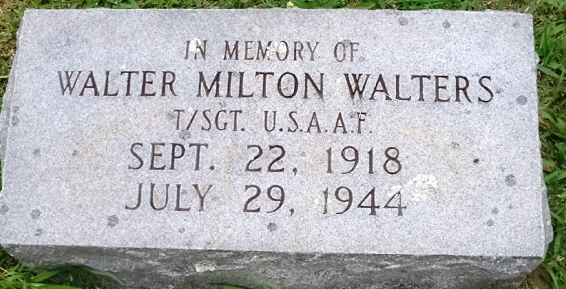 IN MEMORY OF
WALTER MILTON WALTERS
T/SGT. U.S.A.A.F.
SEPT. 22, 1918
JULY 29, 1944